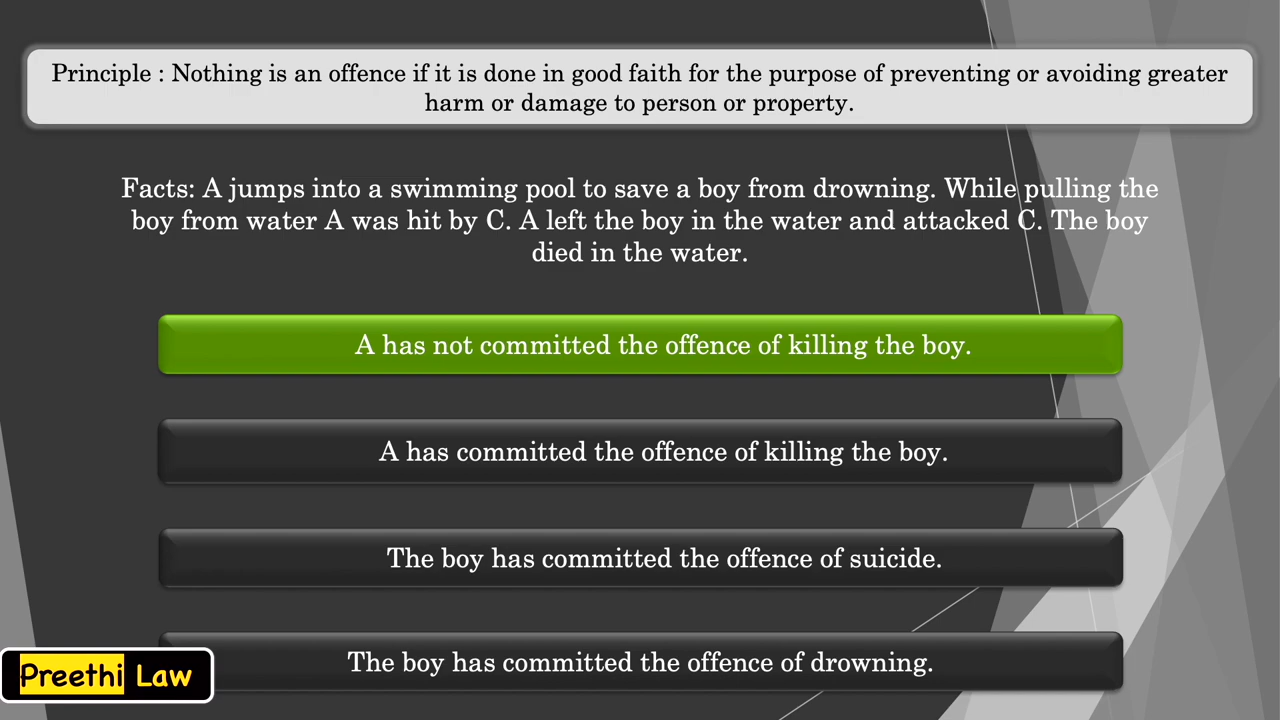 Principle : Nothing is an offence if it is done in good faith for the purpose of preventing or avoiding greater
harm or damage to person or property.
Facts: A jumps into a swimming pool to save a boy from drowning. While pulling the
boy from water A was hit by C. A left the boy in the water and attacked C. The boy
died in the water.
A has not committed the offence of killing the boy.
A has committed the offence of killing the boy.
The boy has committed the offence of suicide.
The boy has committed the offence of drowning.
Preethi Law